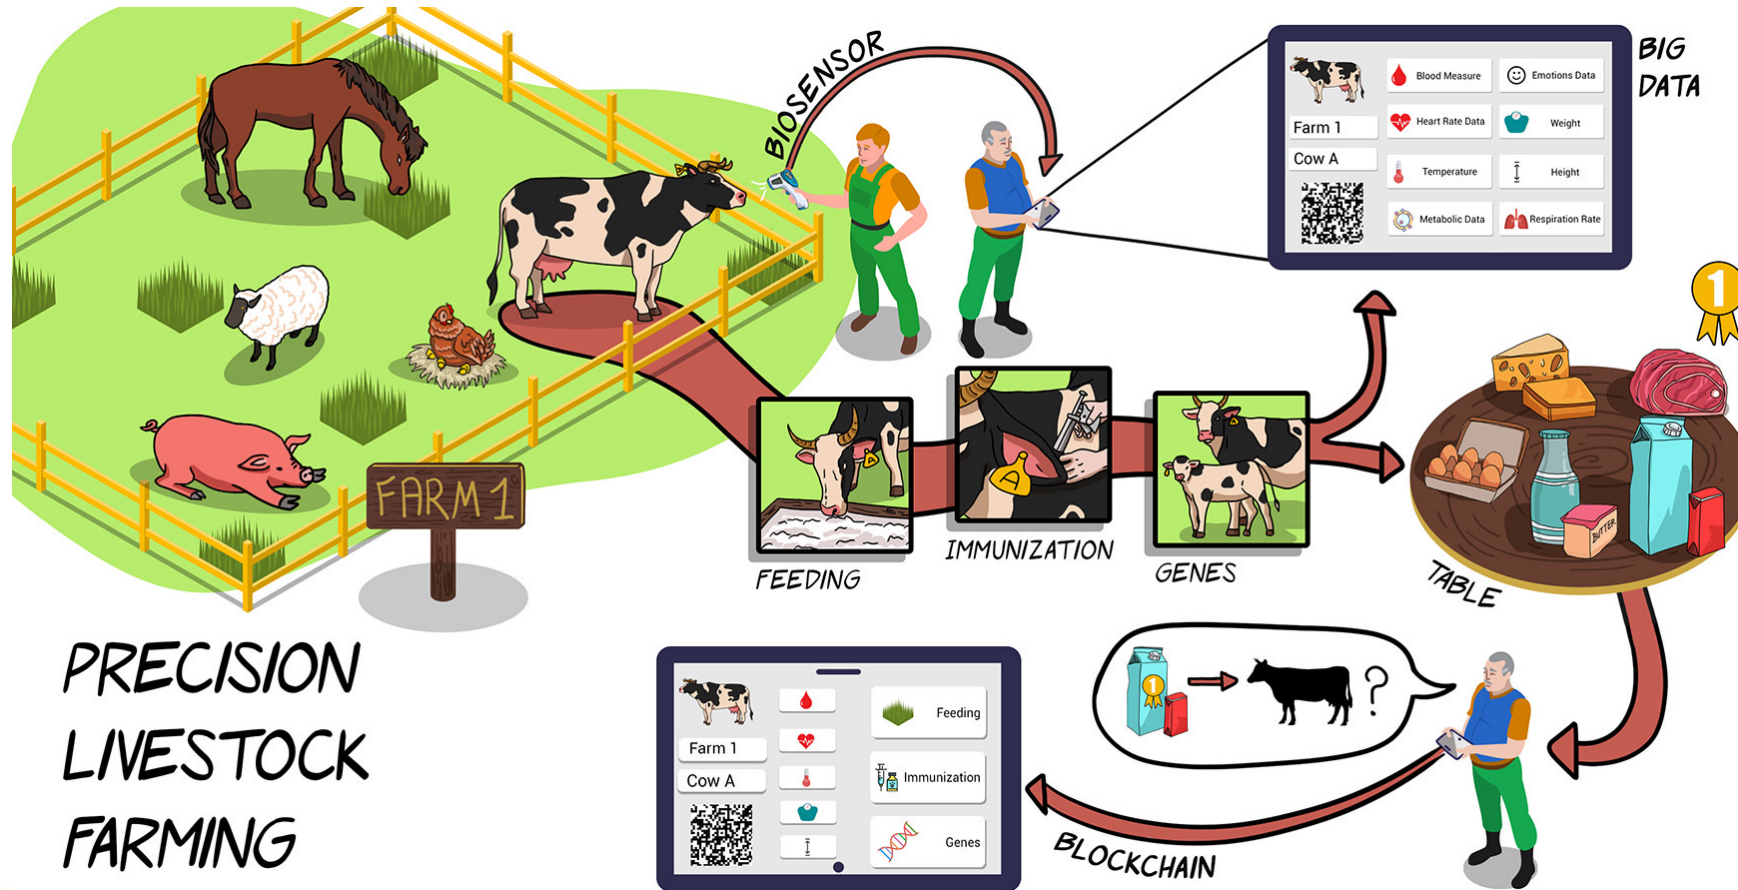 BIOSENSOR
BIG
DATA
Blood Measure
Emotions Data
Farm 1
Heart Rate Data
Weight
Cow A
Temperature
Height
Metabolic Data
Respiration Rate
1
FARM 1
A
FEEDING
IMMUNIZATION
GENES
BUTTER
TABLE
PRECISION
LIVESTOCK
FARMING
Farm 1
Cow A
Feeding
Immunization
Genes
1
?
BLOCKCHAIN